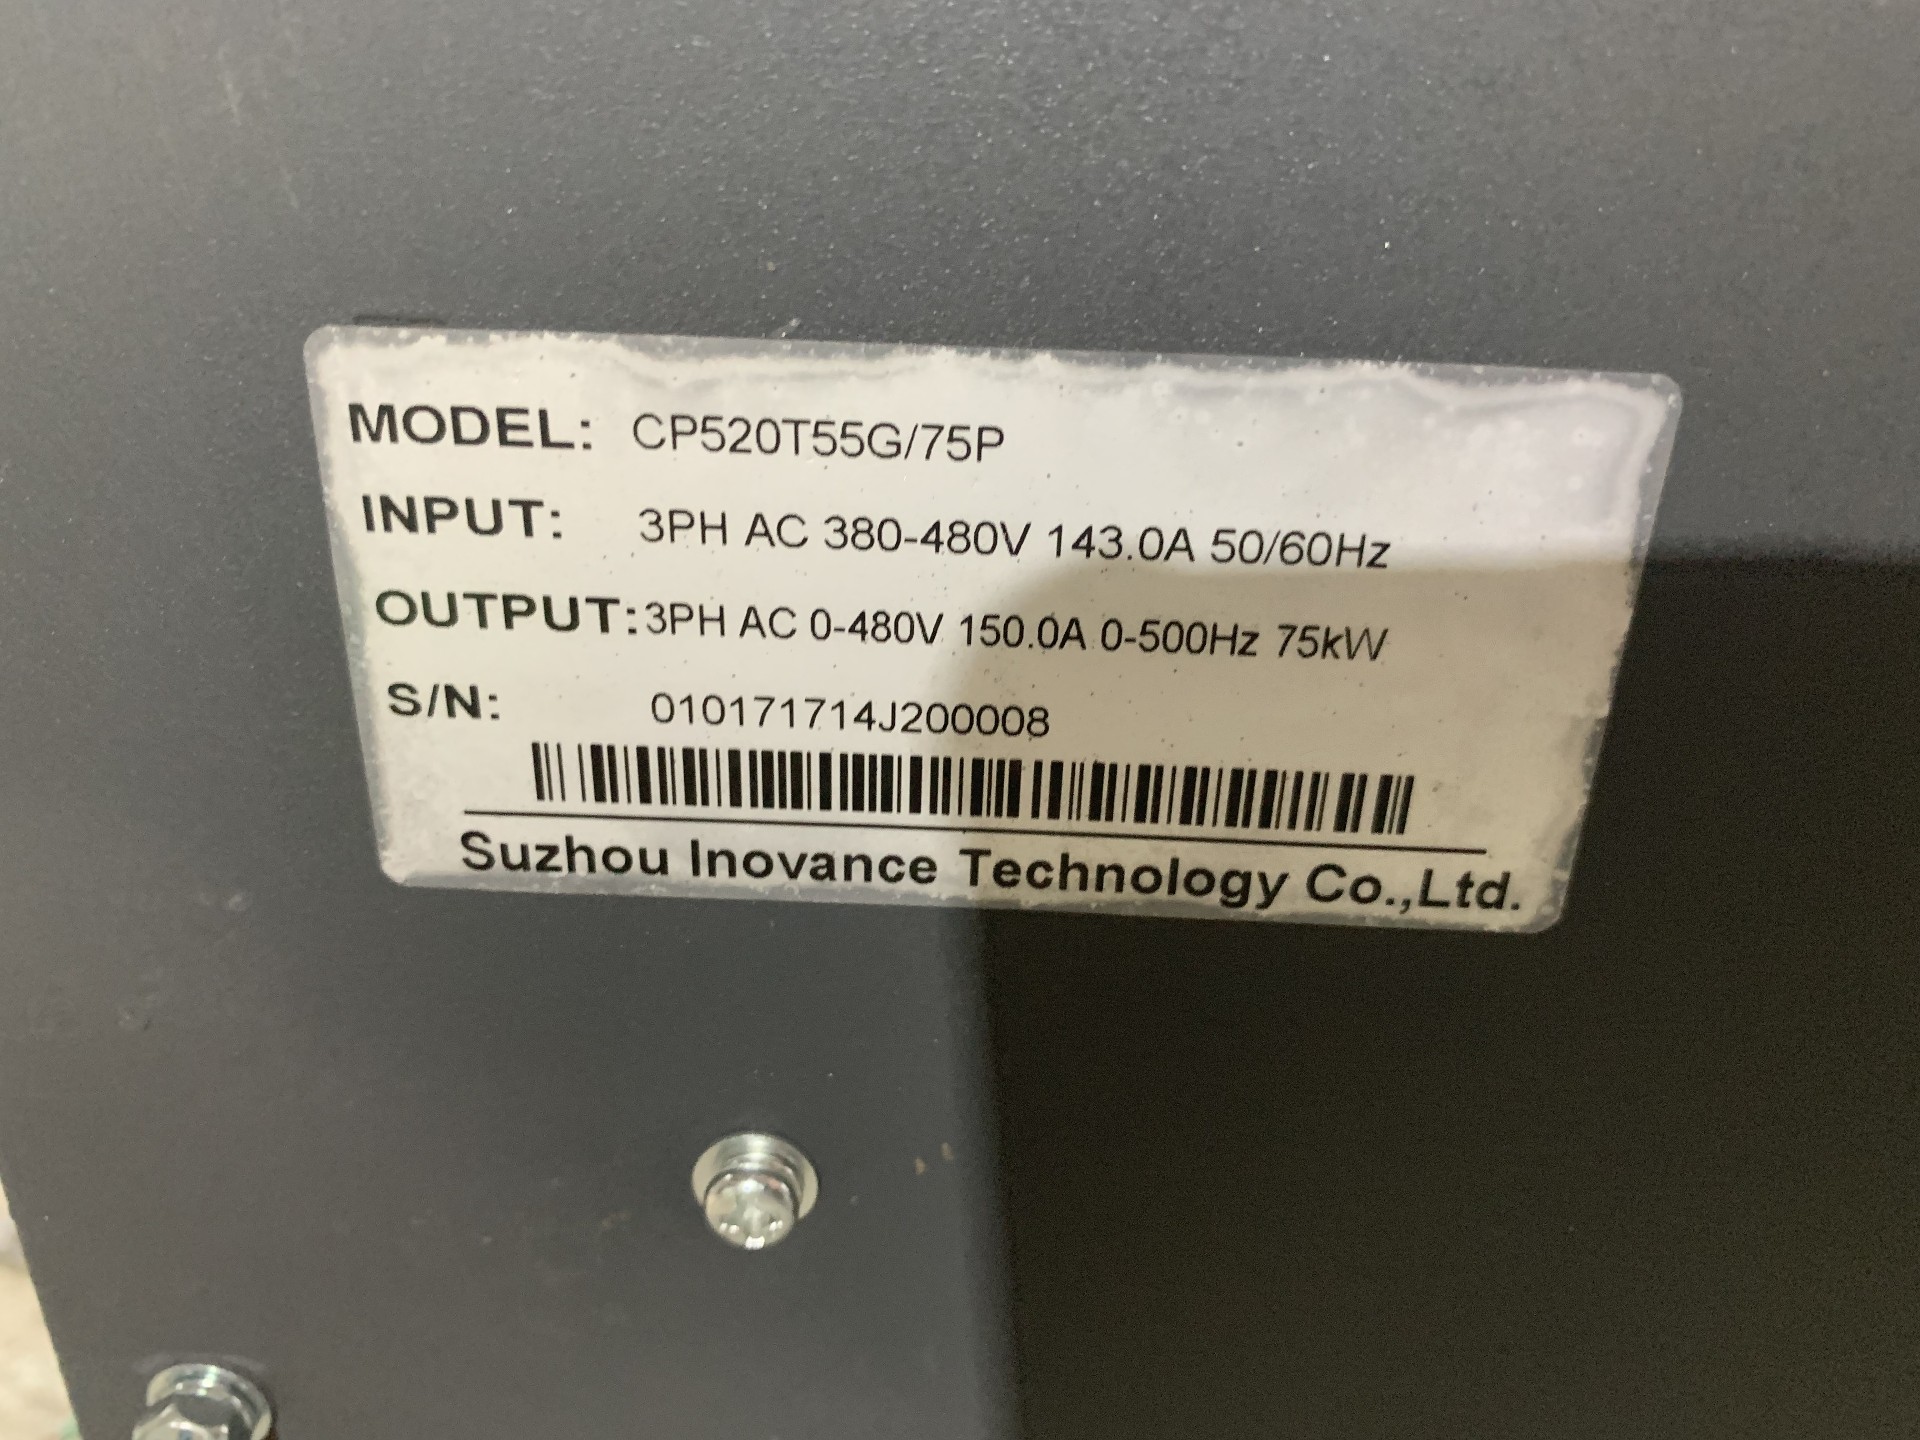 MODEL: CP520T55G/75P
INPUT: 3PH AC 380-480V 143.0A 50/60Hz
OUTPUT: 3PH AC 0-480V 150.0A 0-500Hz 75kW
S/N: 010171714J200008
Suzhou Inovance Technology Co.,Ltd.